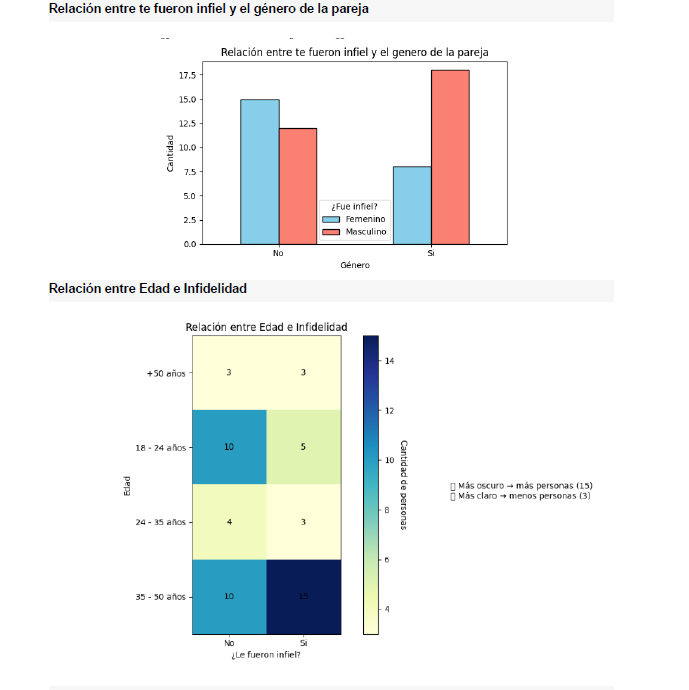 Relación entre te fueron infiel y el género de la pareja
Relación entre te fueron infiel y el genero de la pareja
Cantidad
17.5
15.0
12.5
10.0
7.5
5.0
2.5
0.0
¿Fue infiel?
Femenino
Masculino
No
Si
Género
Relación entre Edad e Infidelidad
Relación entre Edad e Infidelidad
Edad
+50 años
3
3
18 - 24 años
10
5
24 - 35 años
4
3
35 - 50 años
10
15
No
Si
¿Le fueron infiel?
14
12
10
8
6
4
Cantidad de personas
▯ Más oscuro → más personas (15)
▯ Más claro → menos personas (3)